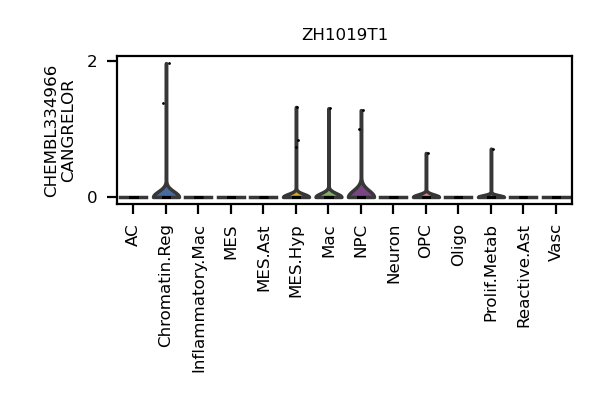 ZH1019T1
CHEMBL334966
CANGRELOR
2
0
AC
Chromatin.Reg
Inflammatory.Mac
MES
MES.Ast
MES.Hyp
Mac
NPC
Neuron
OPC
Oligo
Prolif.Metab
Reactive.Ast
Vasc